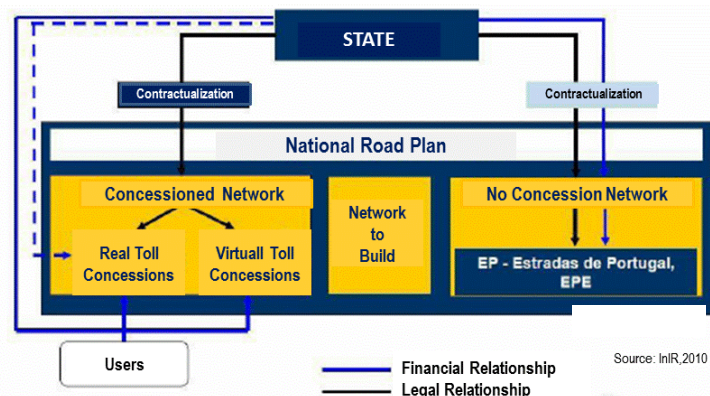 STATE
Contractualization
Contractualization
National Road Plan
Concessioned Network
Real Toll
Concessions
Virtuall Toll
Concessions
Network
to
Build
No Concession Network
EP - Estradas de Portugal,
EPE
Users
Financial Relationship
Legal Relationship
Source: InIR,2010